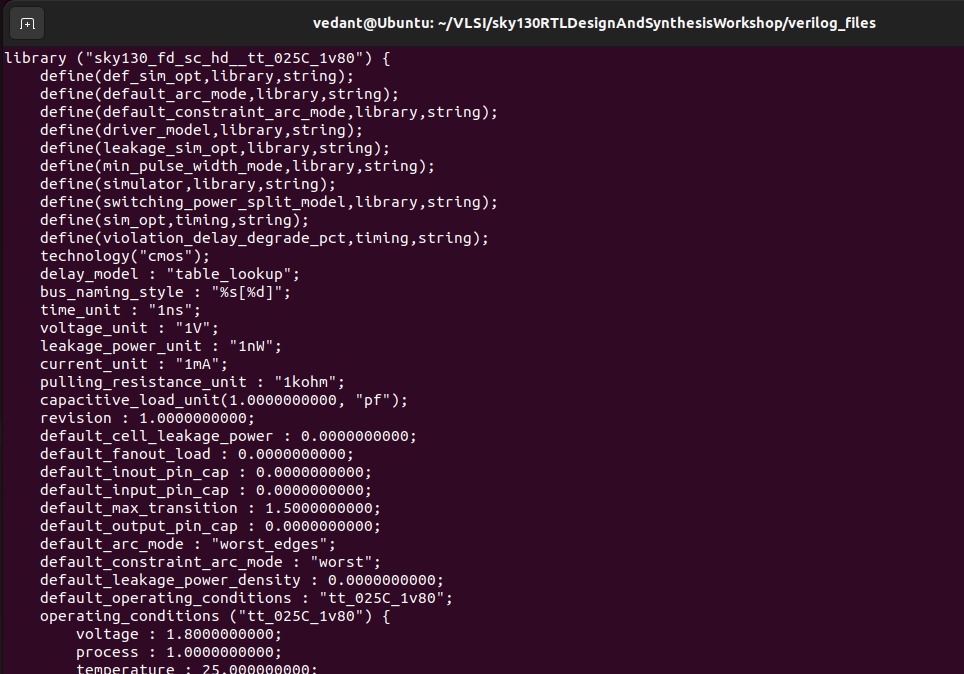 vedant@Ubuntu: ~/VLSI/sky130RTLDesignAndSynthesisWorkshop/verilog_files
library ("sky130_fd_sc_hd__tt_025C_1v80") {
    define(def_sim_opt,library,string);
    define(default_arc_mode,library,string);
    define(default_constraint_arc_mode,library,string);
    define(driver_model,library,string);
    define(leakage_sim_opt,library,string);
    define(min_pulse_width_mode,library,string);
    define(simulator,library,string);
    define(switching_power_split_model,library,string);
    define(sim_opt,timing,string);
    define(violation_delay_degrade_pct,timing,string);
    technology("cmos");
    delay_model : "table_lookup";
    bus_naming_style : "%s[%d]";
    time_unit : "1ns";
    voltage_unit : "1V";
    leakage_power_unit : "1nW";
    current_unit : "1mA";
    pulling_resistance_unit : "1kohm";
    capacitive_load_unit(1.0000000000, "pf");
    revision : 1.0000000000;
    default_cell_leakage_power : 0.0000000000;
    default_fanout_load : 0.0000000000;
    default_inout_pin_cap : 0.0000000000;
    default_input_pin_cap : 0.0000000000;
    default_max_transition : 1.5000000000;
    default_output_pin_cap : 0.0000000000;
    default_arc_mode : "worst_edges";
    default_constraint_arc_mode : "worst";
    default_leakage_power_density : 0.0000000000;
    default_operating_conditions : "tt_025C_1v80";
    operating_conditions ("tt_025C_1v80") {
        voltage : 1.8000000000;
        process : 1.0000000000;
        temperature : 25.000000000;